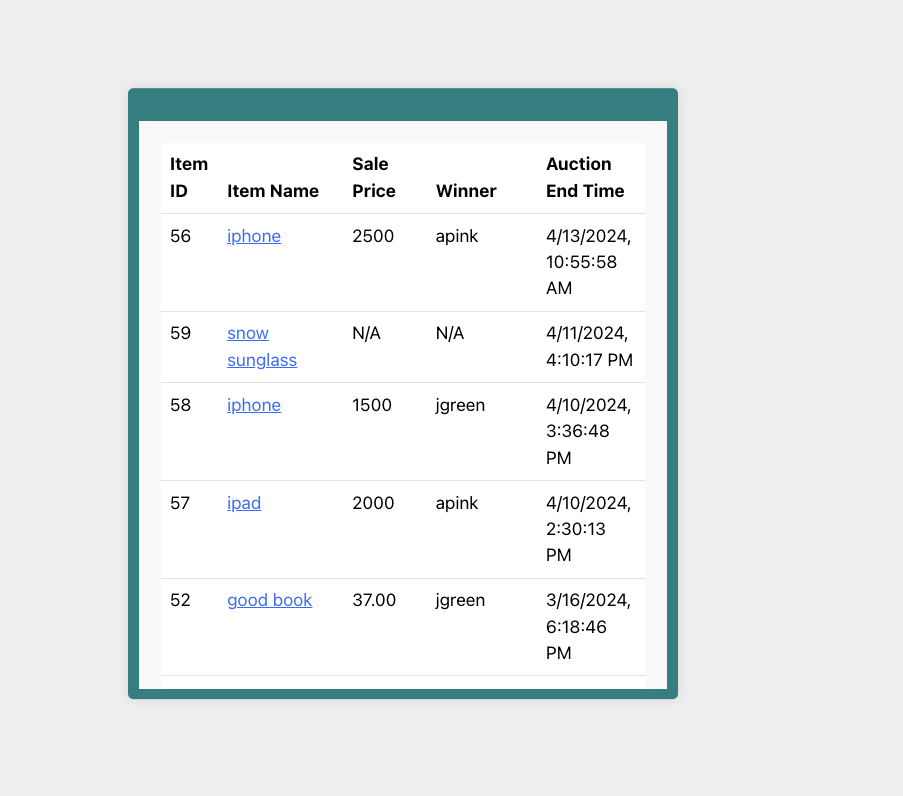 Item Sale Auction
ID Item Name Price Winner End Time
56 iphone 2500 apink 4/13/2024,
10:55:58
AM
59 snow N/A N/A 4/11/2024,
sunglass 4:10:17 PM
58 iphone 1500 jgreen 4/10/2024,
3:36:48
PM
57 ipad 2000 apink 4/10/2024,
2:30:13
PM
52 good book 37.00 jgreen 3/16/2024,
6:18:46
PM